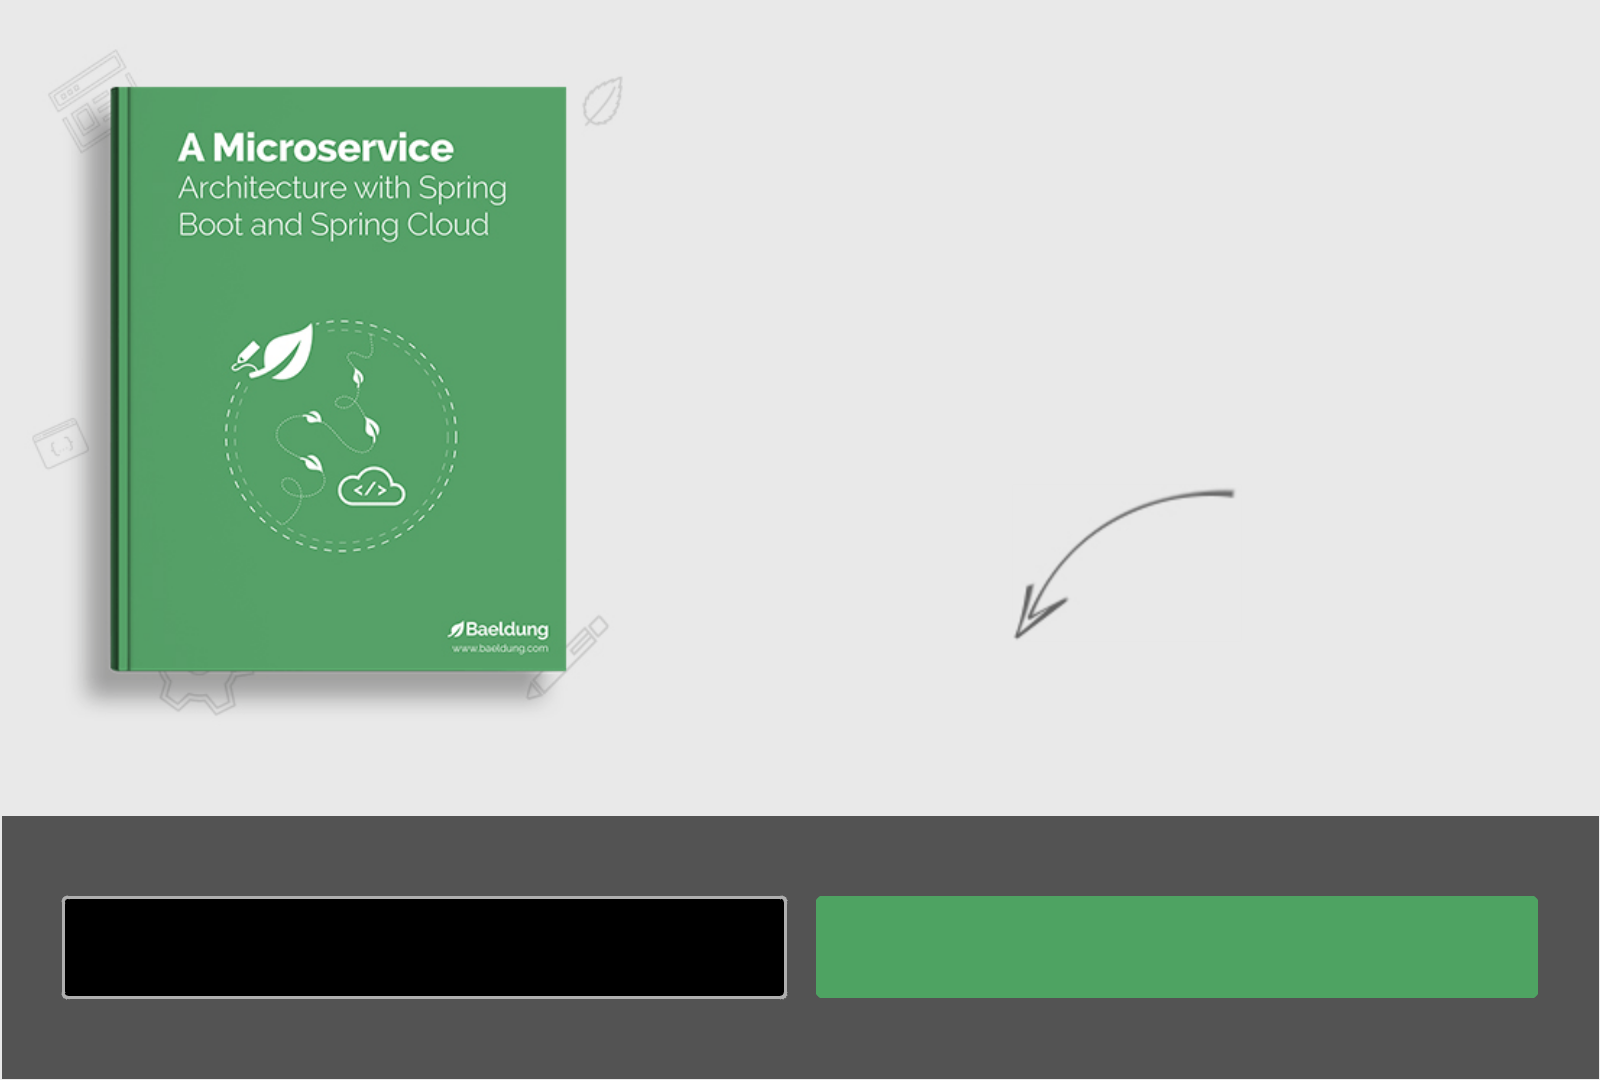 A Microservice
Architecture with Spring
Boot and Spring Cloud
</>
Baeldung
www.baeldung.com
{...}